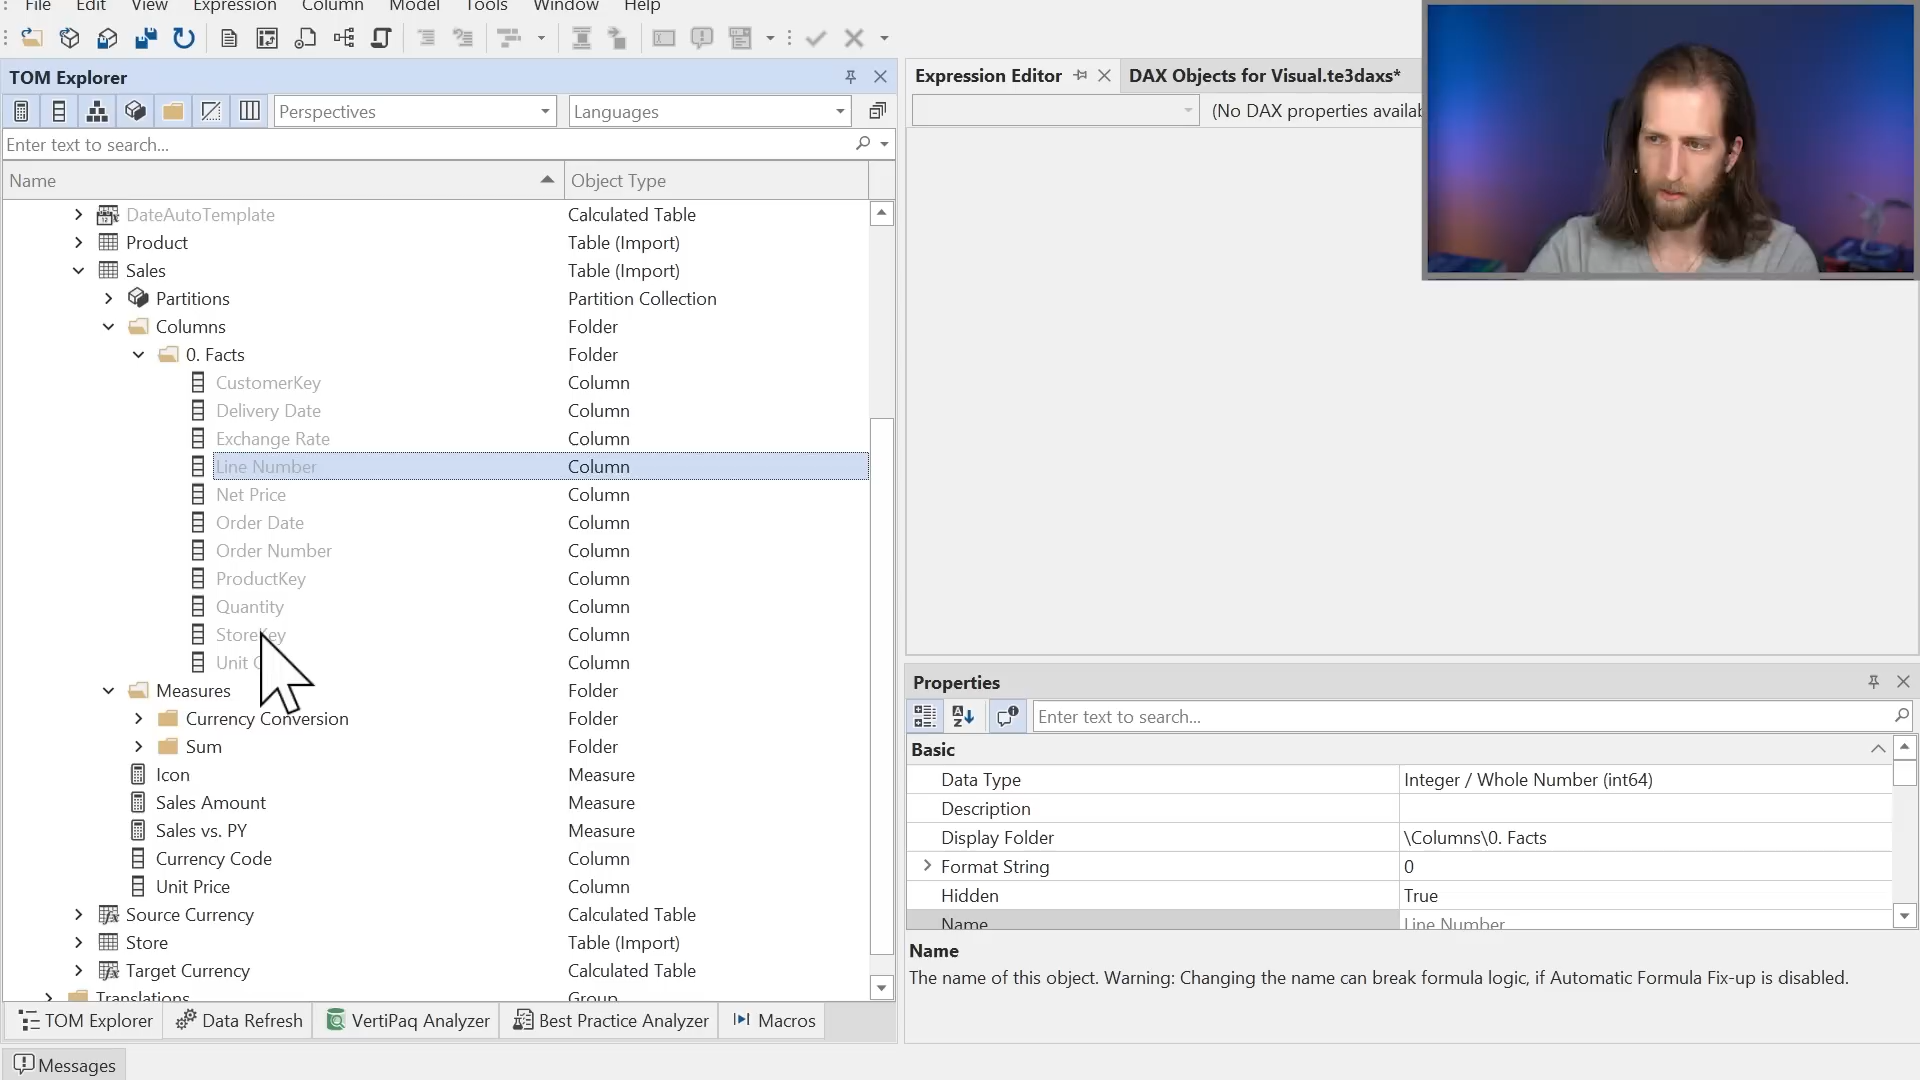 File Edit View Expression Column Model Tools Window Help
TOM Explorer
Perspectives
Languages
Enter text to search...
Name Object Type
DateAutoTemplate Calculated Table
Product Table (Import)
Sales Table (Import)
Partitions Partition Collection
Columns Folder
0. Facts Folder
CustomerKey Column
Delivery Date Column
Exchange Rate Column
Line Number Column
Net Price Column
Order Date Column
Order Number Column
ProductKey Column
Quantity Column
StoreKey Column
Unit Column
Measures Folder
Currency Conversion Folder
Sum Folder
Icon Measure
Sales Amount Measure
Sales vs. PY Measure
Currency Code Column
Unit Price Column
Source Currency Calculated Table
Store Table (Import)
Target Currency Calculated Table
Translations Group
TOM Explorer Data Refresh VertiPaq Analyzer Best Practice Analyzer Macros
Messages
Expression Editor DAX Objects for Visual.te3daxs*
(No DAX properties availab
Properties
Enter text to search...
Basic
Data Type Integer / Whole Number (int64)
Description
Display Folder \Columns\0. Facts
Format String 0
Hidden True
Name Line Number
Name
The name of this object. Warning: Changing the name can break formula logic, if Automatic Formula Fix-up is disabled.